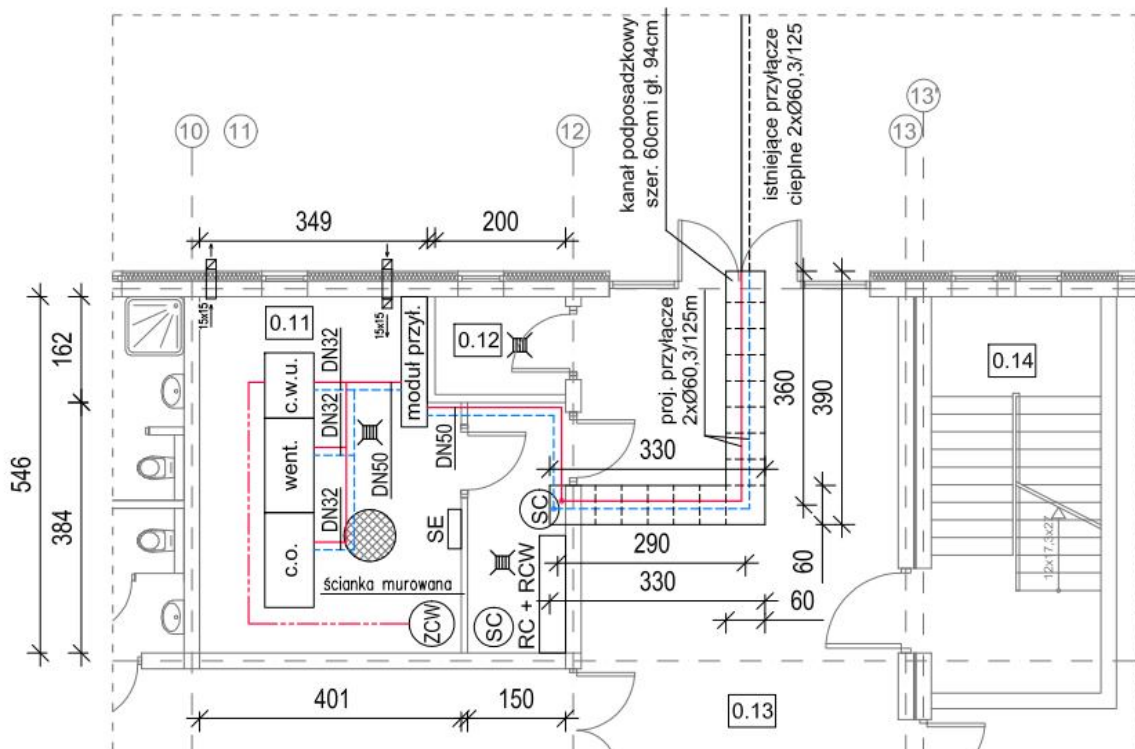 kanał podposadzkowy
szer. 60cm i gł. 94cm
istniejące przyłącze
cieplne 2xØ60,3/125
13'
10
11
12
13
349
200
15x15
15x15
0.11
0.12
0.14
moduł przył.
proj. przyłącze
2xØ60,3/125m
162
360
390
c.w.u.
DN32
went.
DN32
DN50
DN50
330
546
384
c.o.
DN32
SE
SC
290
330
60
60
12x17,3x27
ścianka murowana
ZCW
SC
RC + RCW
401
150
0.13